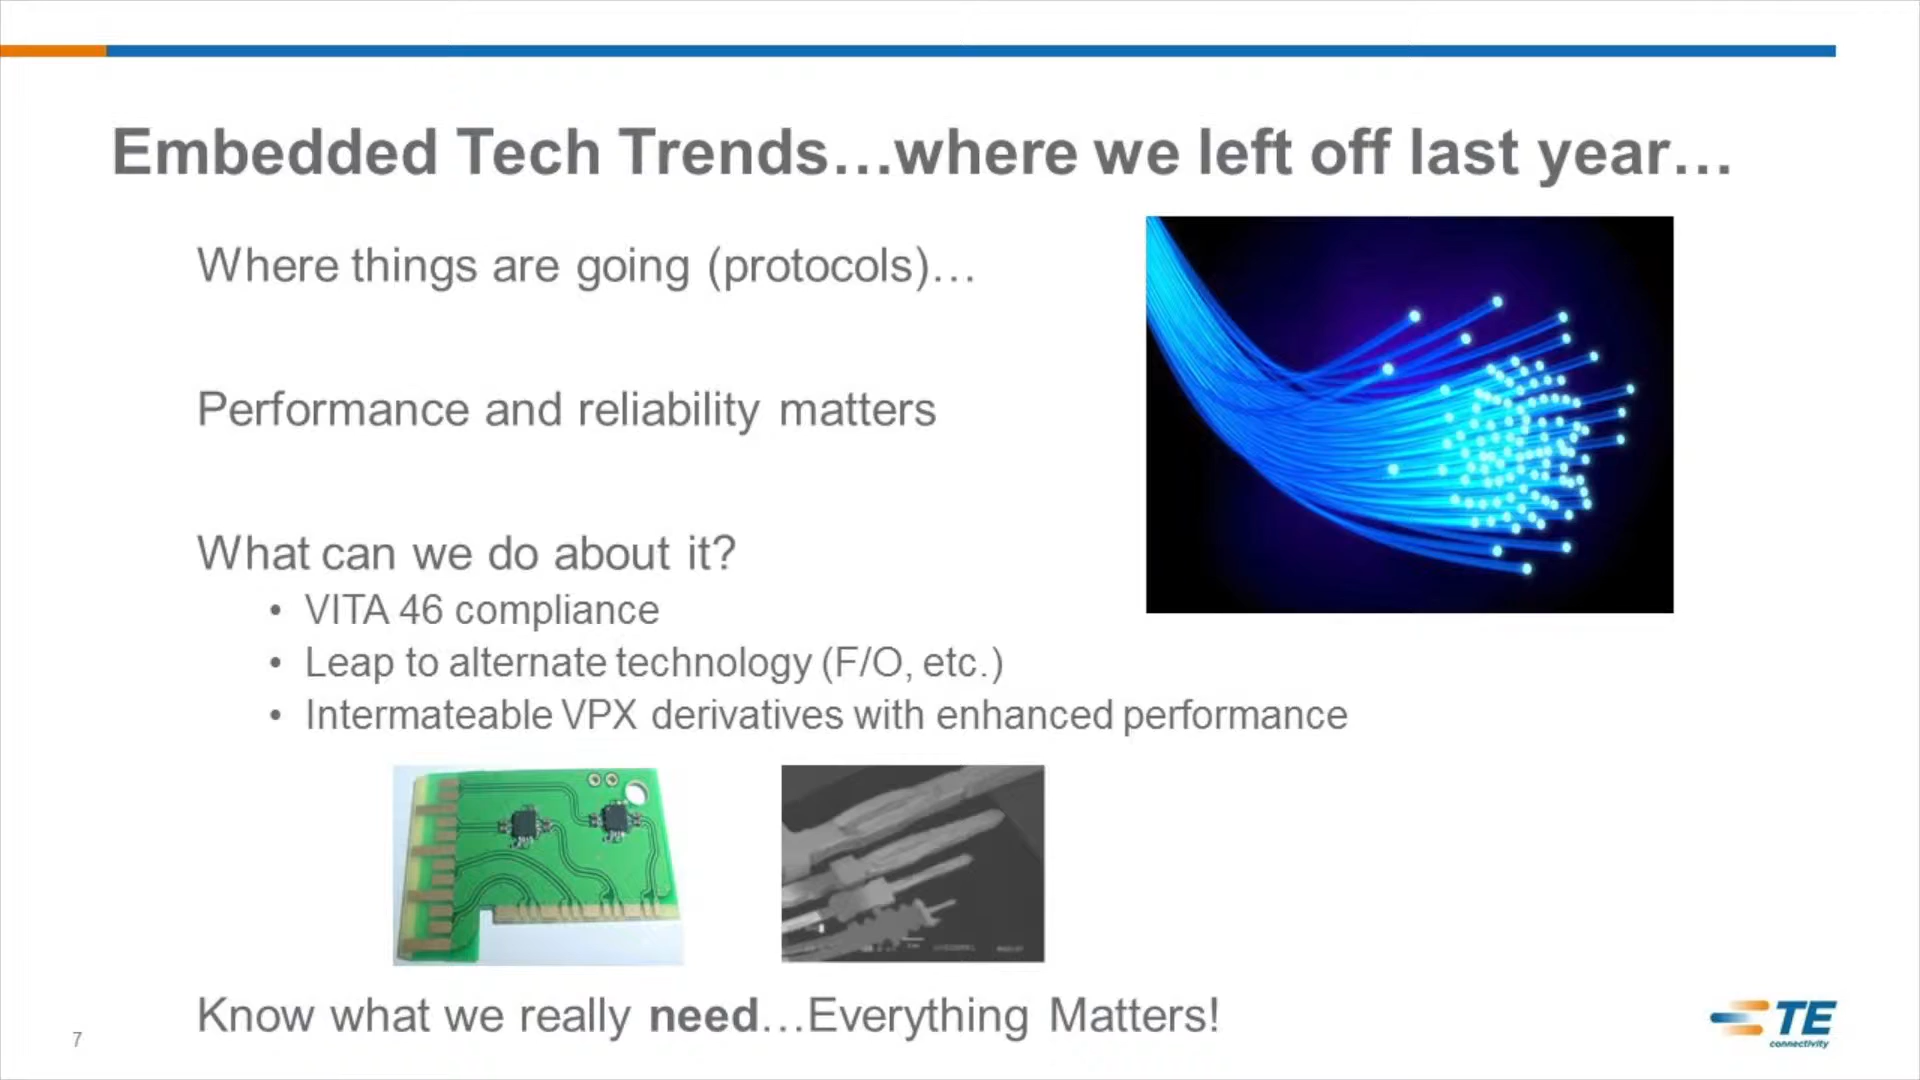 Embedded Tech Trends…where we left off last year…
Where things are going (protocols)…
Performance and reliability matters
What can we do about it?
• VITA 46 compliance
• Leap to alternate technology (F/O, etc.)
• Intermateable VPX derivatives with enhanced performance
Know what we really need…Everything Matters!
7
TE
connectivity